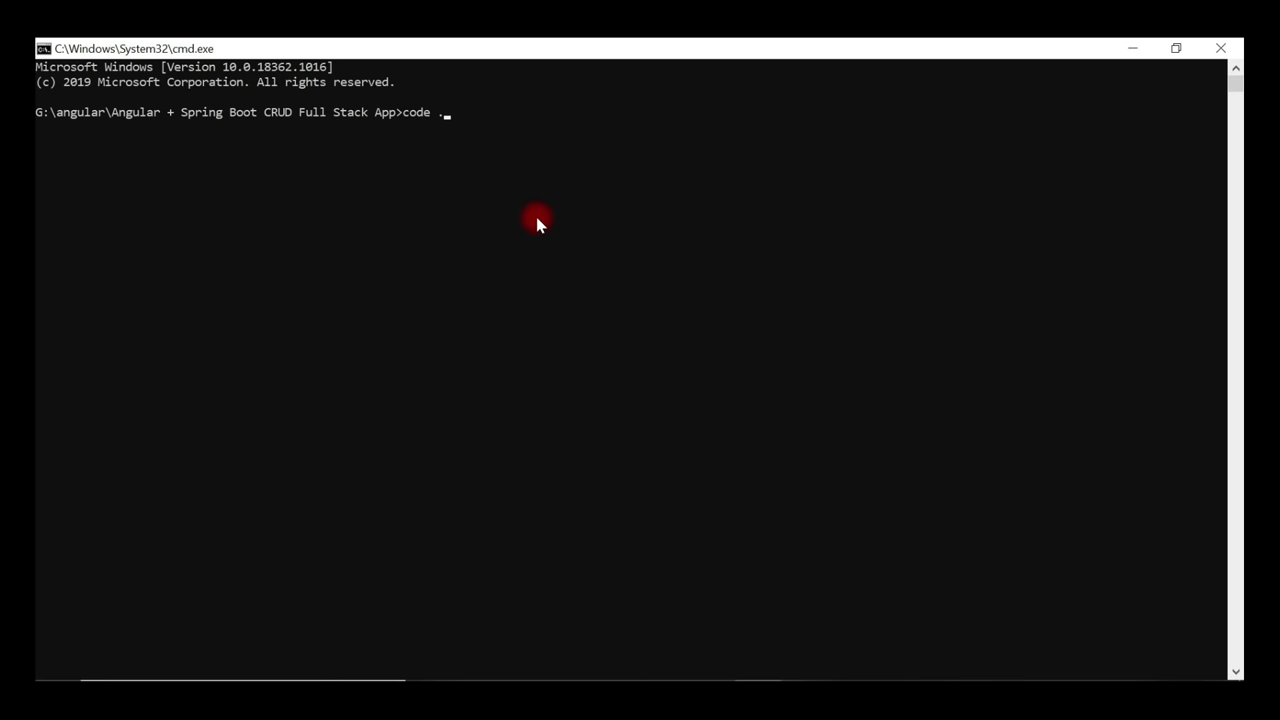 C:\Windows\System32\cmd.exe
Microsoft Windows [Version 10.0.18362.1016]
(c) 2019 Microsoft Corporation. All rights reserved.
G:\angular\Angular + Spring Boot CRUD Full Stack App>code .